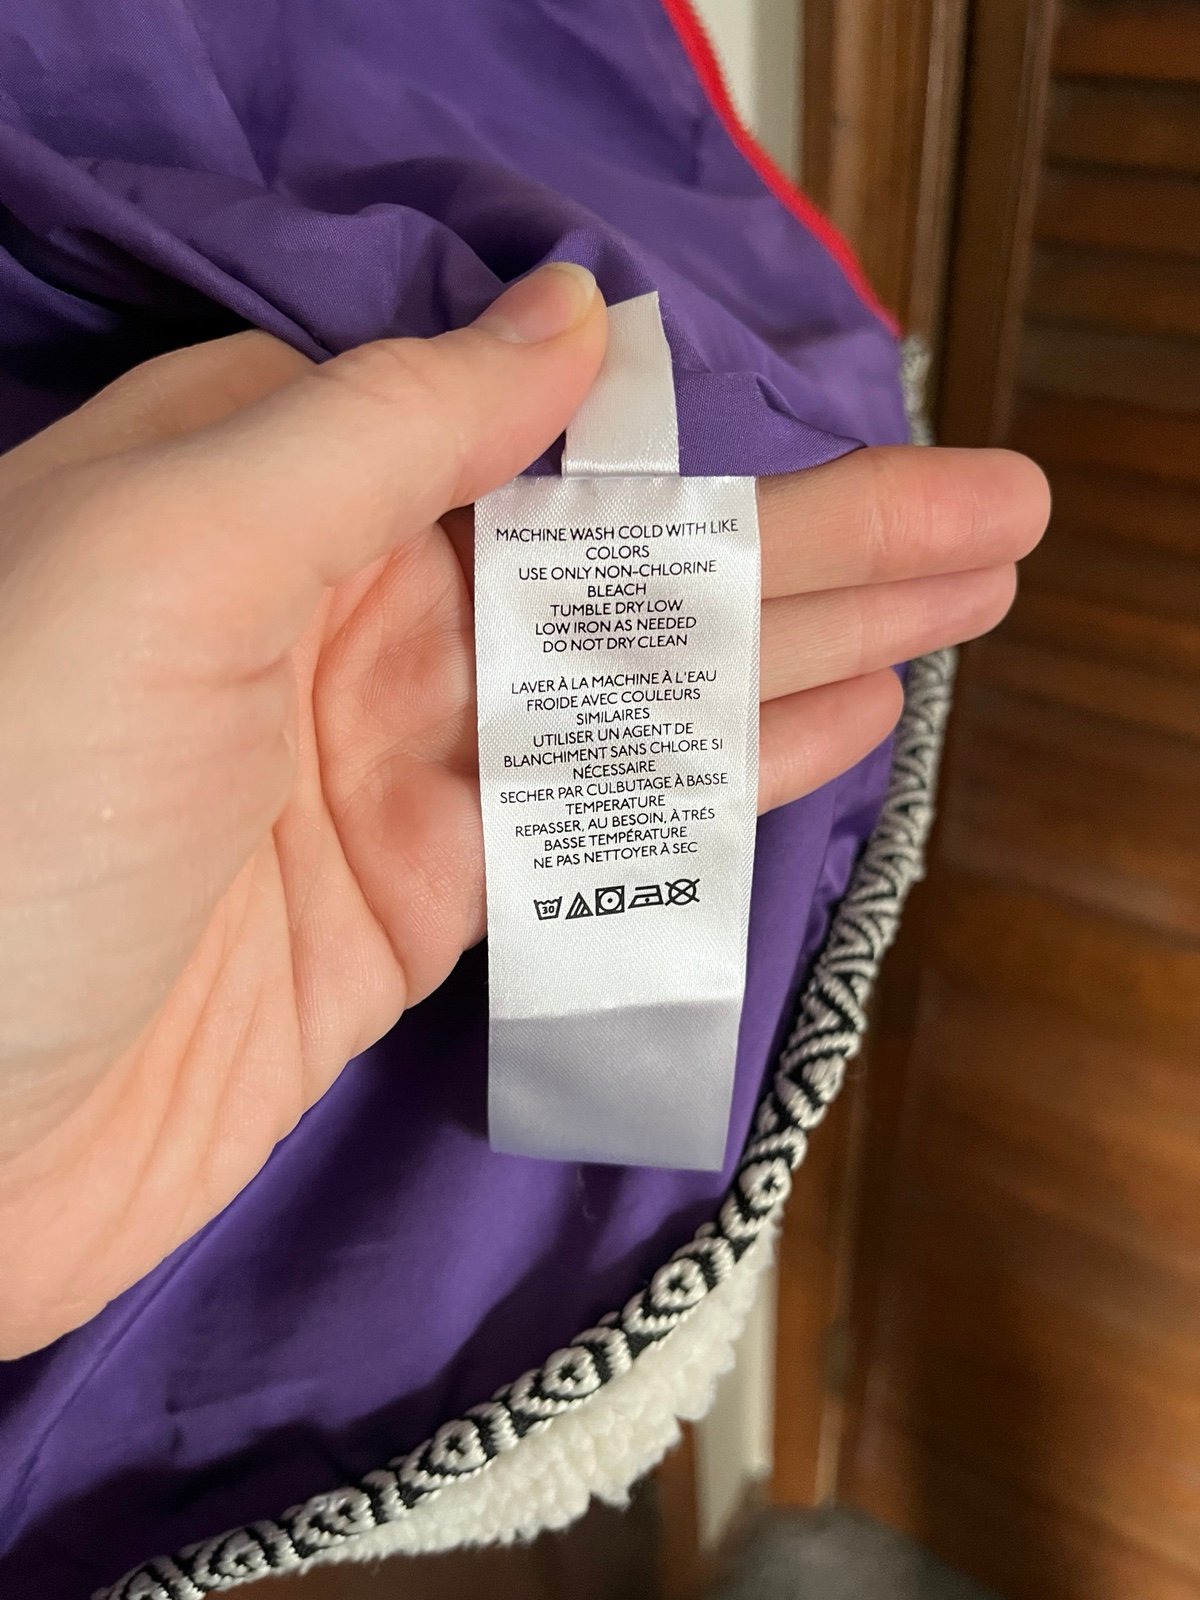 MACHINE WASH COLD WITH LIKE
COLORS
USE ONLY NON-CHLORINE
BLEACH
TUMBLE DRY LOW
LOW IRON AS NEEDED
DO NOT DRY CLEAN
LAVER À LA MACHINE À L'EAU
FROIDE AVEC COULEURS
SIMILAIRES
UTILISER UN AGENT DE
BLANCHIMENT SANS CHLORE SI
NÉCESSAIRE
SECHER PAR CULBUTAGE À BASSE
TEMPERATURE
REPASSER, AU BESOIN, À TRÉS
BASSE TEMPÉRATURE
NE PAS NETTOYER À SEC
30